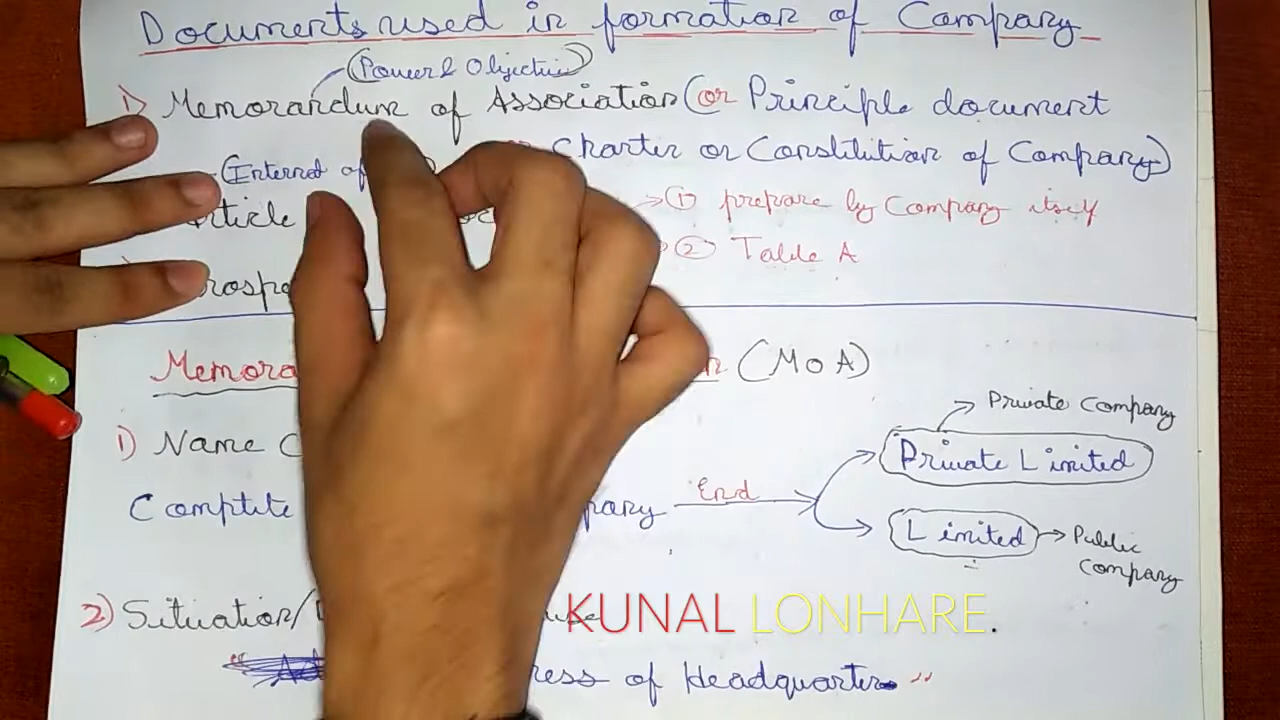 Documents used in formation of Company
(Power & Objective)
1) Memorandum of Association (or Principle document
Charter or Constitution of Company)
(Internal of
rticle
→ 1 prepare by Company itself
2 Table A
rospe
Memora n (MoA)
→ Private Company
1) Name C Private Limited
Complete pany End
Limited → Public Company
2) Situation/
KUNAL LONHARE.
ress of Headquarter "